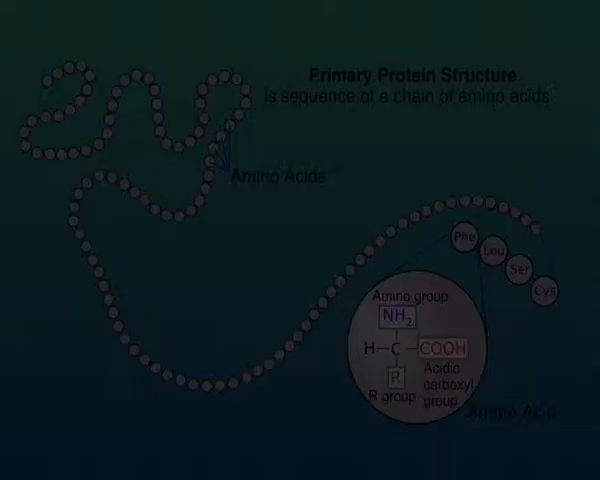 Primary Protein Structure
is sequence of a chain of amino acids
Amino Acids
Phe
Leu
Ser
Cys
Amino group
NH2
H-C-COOH
R
R group
Acidic
carboxyl
group
Amino Acid